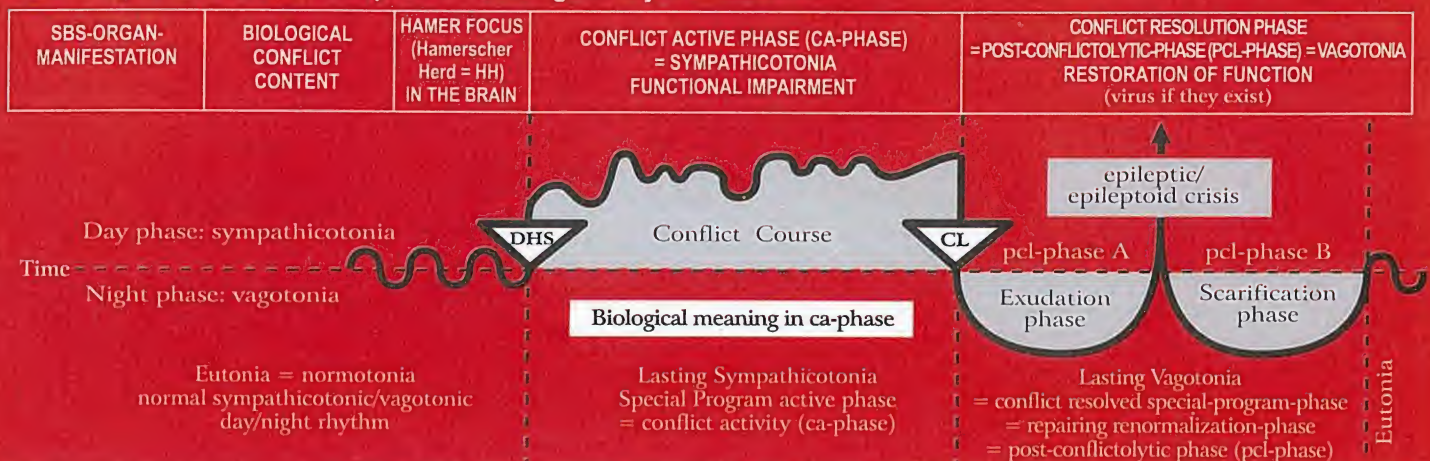 SBS-ORGAN-
MANIFESTATION
BIOLOGICAL
CONFLICT
CONTENT
HAMER FOCUS
(Hamerscher
Herd = HH)
IN THE BRAIN
CONFLICT ACTIVE PHASE (CA-PHASE)
= SYMPATHICOTONIA
FUNCTIONAL IMPAIRMENT
CONFLICT RESOLUTION PHASE
=POST-CONFLICTOLYTIC-PHASE (PCL-PHASE) = VAGOTONIA
RESTORATION OF FUNCTION
(virus if they exist)
epileptic/
epileptoid crisis
Day phase: sympathicotonia
DHS
Conflict Course
CL
pcl-phase A
pcl-phase B
Time
Night phase: vagotonia
Exudation
phase
Scarification
phase
Biological meaning in ca-phase
Eutonia = normotonia
normal sympathicotonic/vagotonic
day/night rhythm
Lasting Sympathicotonia
Special Program active phase
= conflict activity (ca-phase)
Lasting Vagotonia
= conflict resolved special-program-phase
= repairing renormalization-phase
= post-conflictolytic phase (pcl-phase)
Eutonia